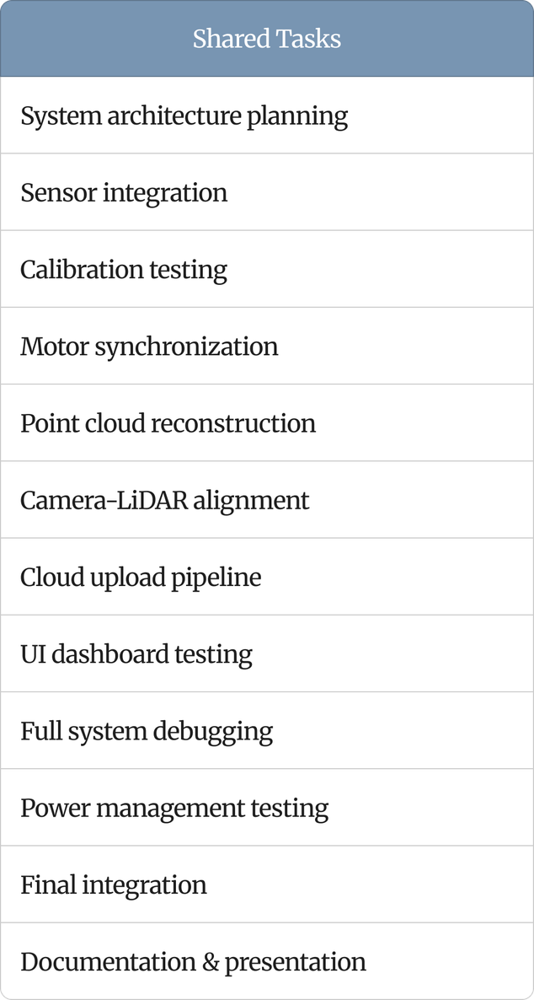 Shared Tasks
System architecture planning
Sensor integration
Calibration testing
Motor synchronization
Point cloud reconstruction
Camera-LiDAR alignment
Cloud upload pipeline
UI dashboard testing
Full system debugging
Power management testing
Final integration
Documentation & presentation